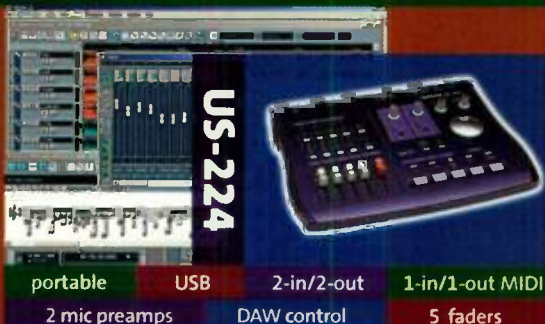 US-224
portable USB 2-in/2-out 1-in/1-out MIDI
2 mic preamps DAW control 5 faders